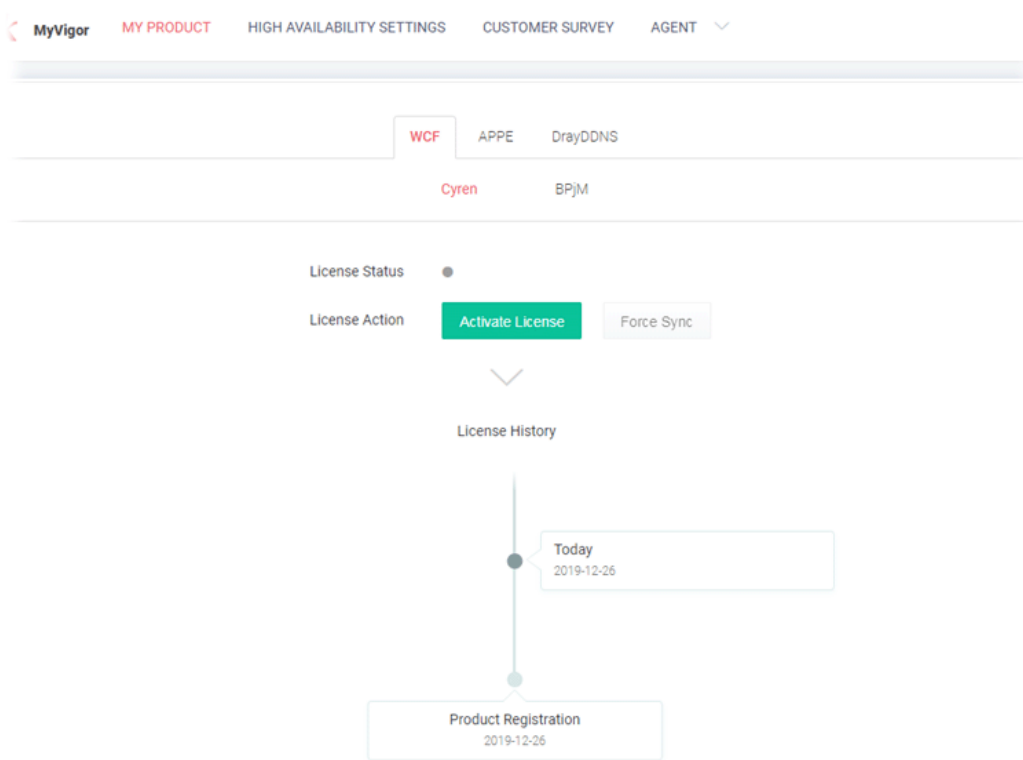 MyVigor MY PRODUCT HIGH AVAILABILITY SETTINGS CUSTOMER SURVEY AGENT
WCF APPE DrayDDNS
Cyren BPjM
License Status
License Action Activate License Force Sync
License History
Today
2019-12-26
Product Registration
2019-12-26